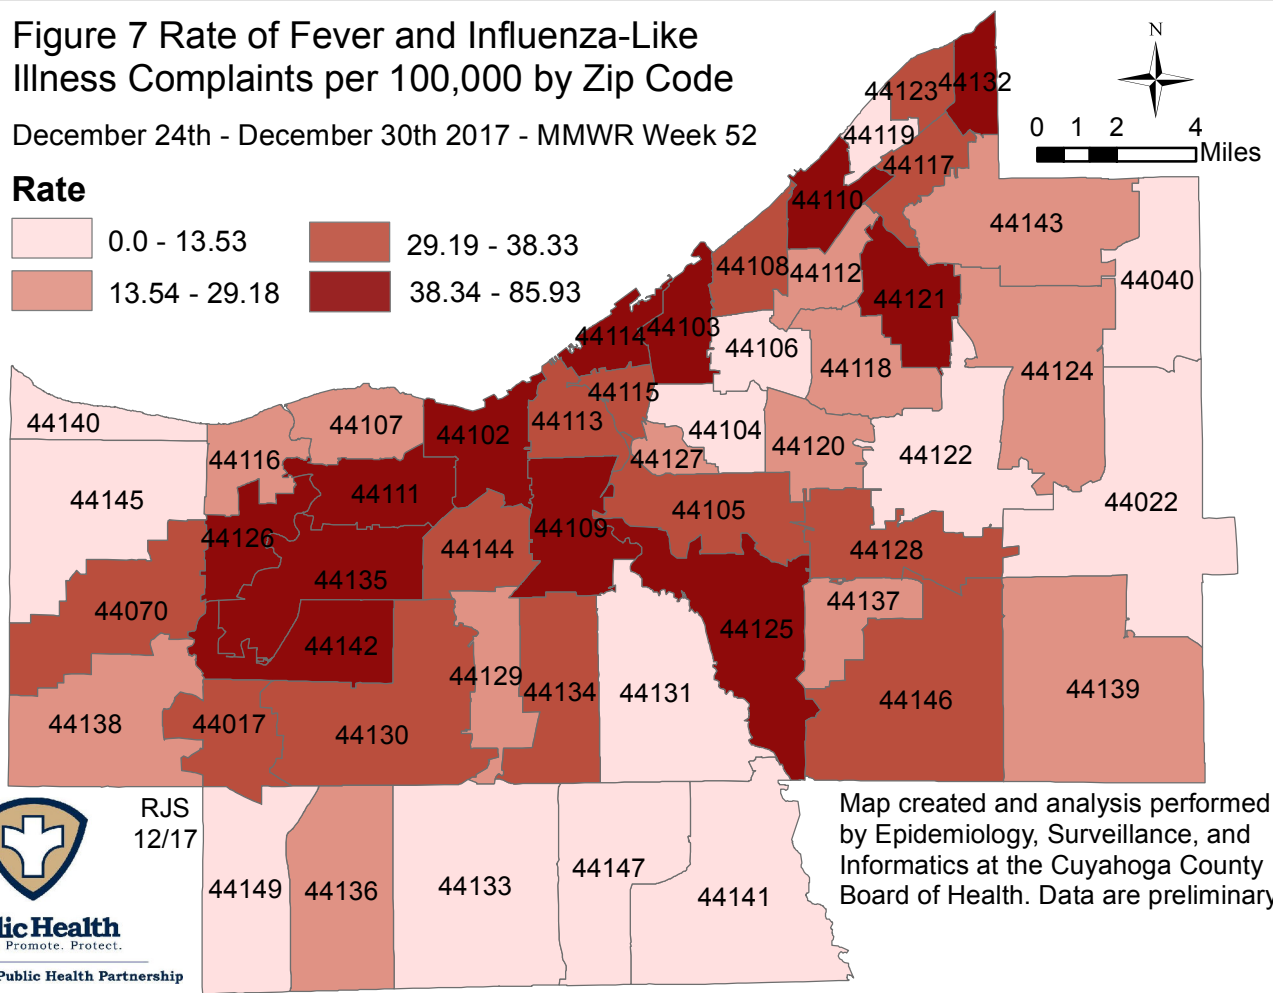 Figure 7 Rate of Fever and Influenza-Like
Illness Complaints per 100,000 by Zip Code
December 24th - December 30th 2017 - MMWR Week 52
Rate
0.0 - 13.53
29.19 - 38.33
13.54 - 29.18
38.34 - 85.93
N
0 1 2 4
Miles
44132
44123
44119
44117
44110
44143
44108
44112
44040
44121
44114
44103
44106
44118
44124
44115
44140
44107
44102
44113
44104
44120
44122
44116
44127
44145
44111
44022
44105
44109
44126
44144
44128
44135
44070
44137
44125
44142
44129
44134
44131
44146
44139
44138
44017
44130
RJS
12/17
Map created and analysis performed
by Epidemiology, Surveillance, and
Informatics at the Cuyahoga County
Board of Health. Data are preliminary
44149
44136
44133
44147
44141
lic Health
Promote. Protect.
Public Health Partnership